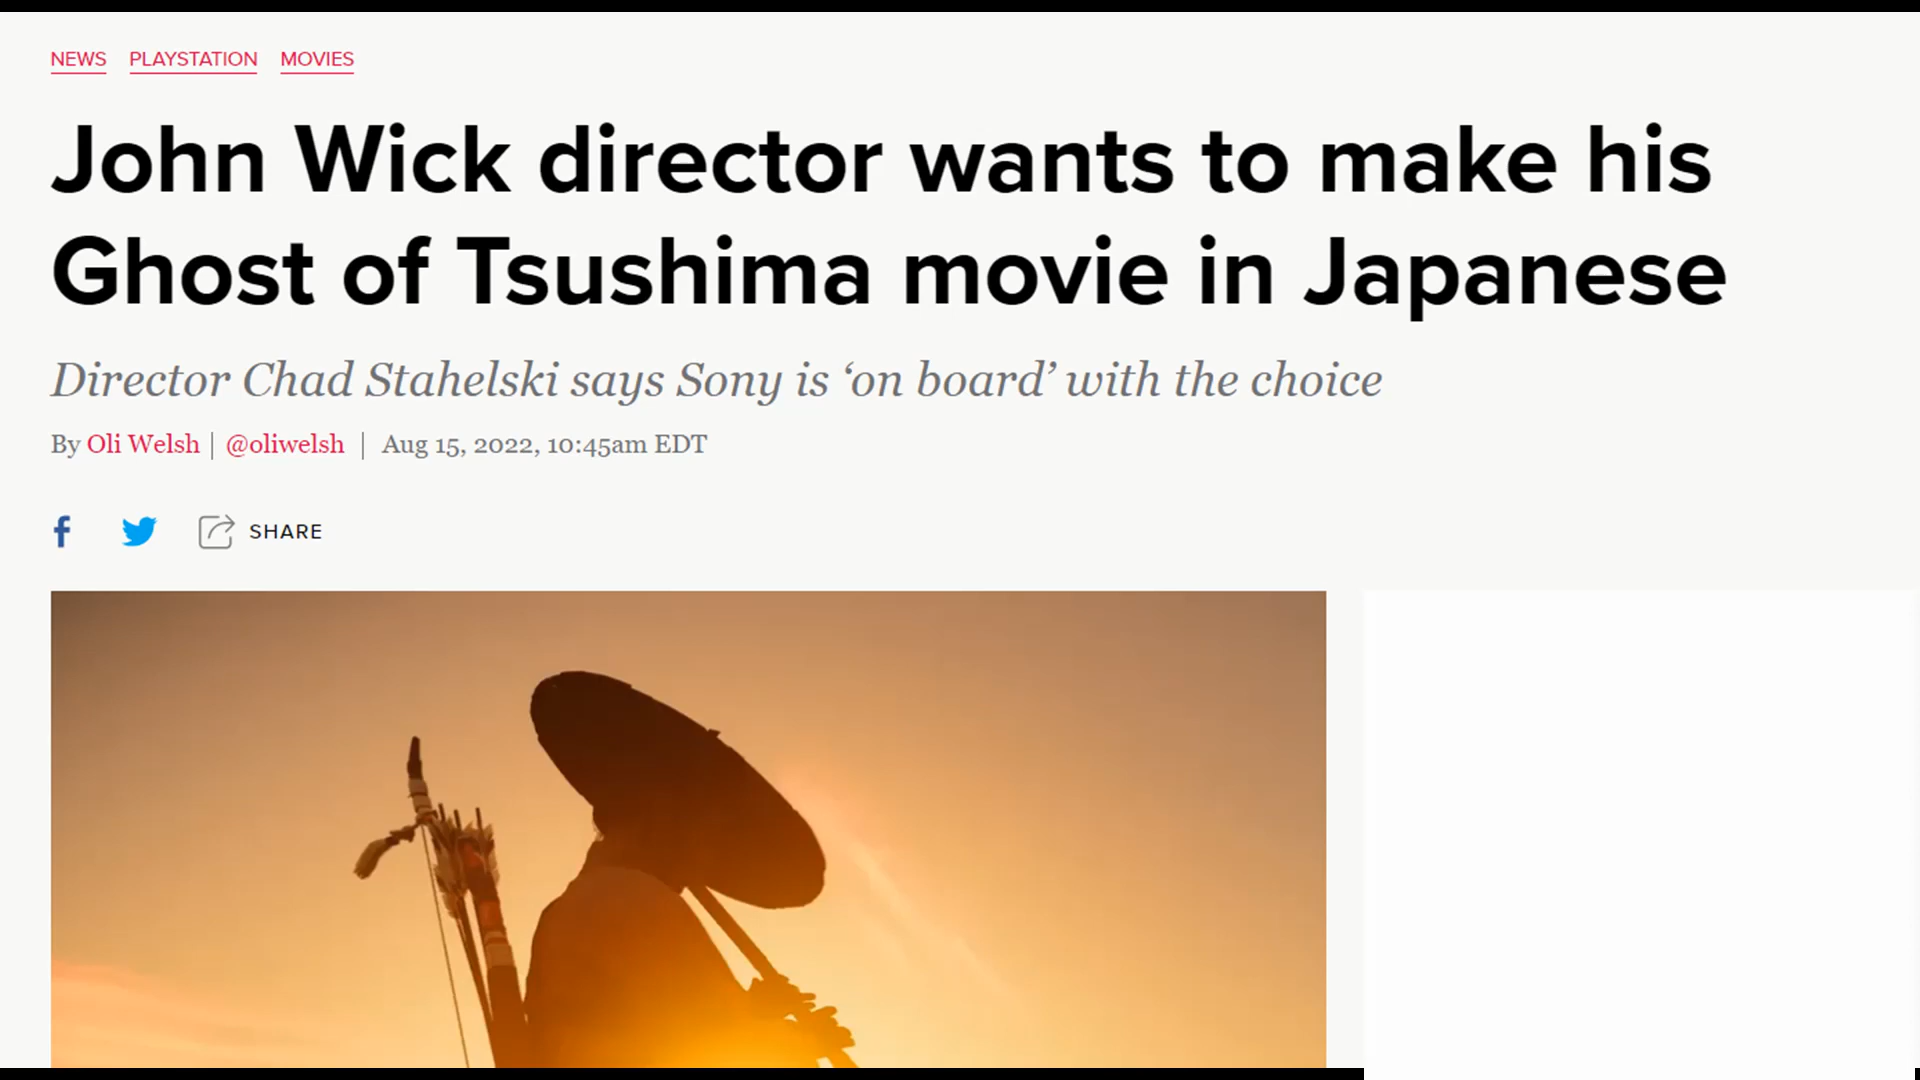 NEWS PLAYSTATION MOVIES
John Wick director wants to make his
Ghost of Tsushima movie in Japanese
Director Chad Stahelski says Sony is ‘on board’ with the choice
By Oli Welsh | @oliwelsh | Aug 15, 2022, 10:45am EDT
SHARE